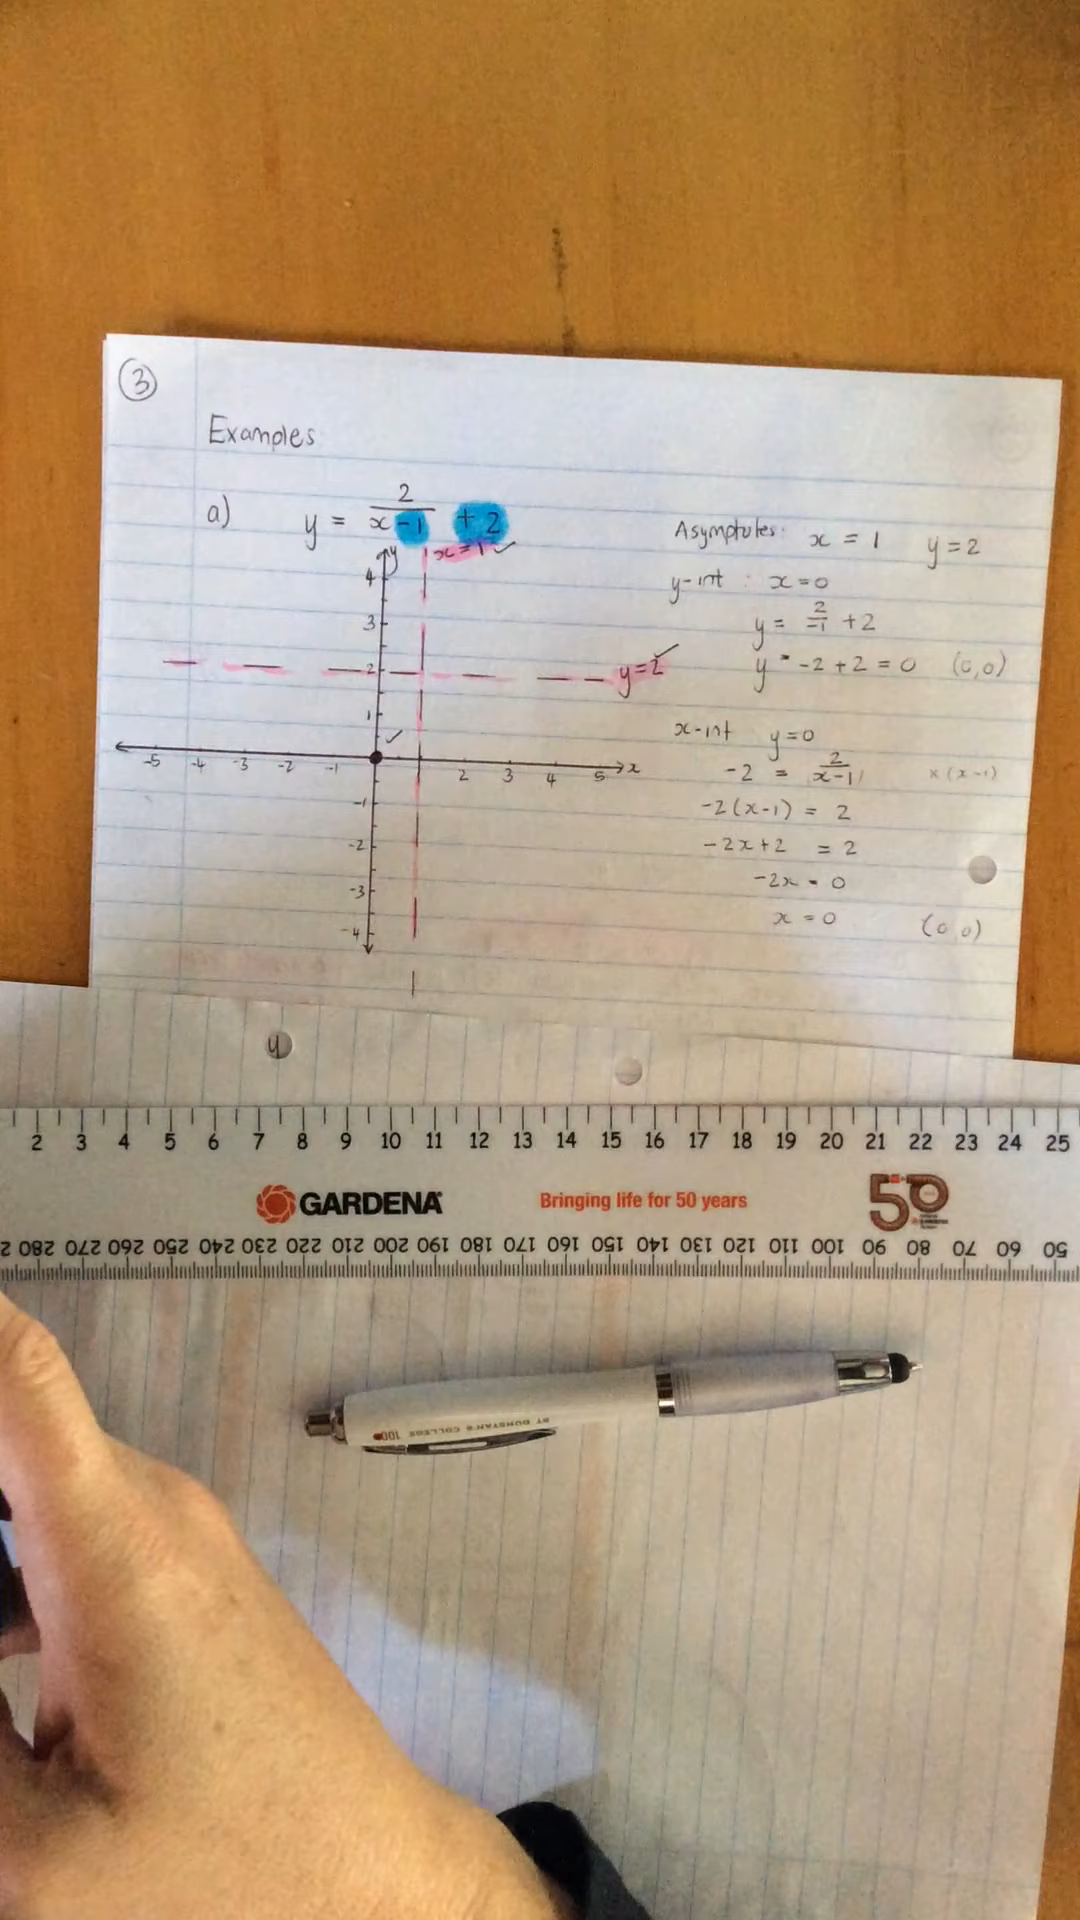 3
Examples
a) y = 2/(x-1) + 2
Asymptotes: x = 1 y = 2
y-int : x = 0
y = 2/-1 + 2
y = -2 + 2 = 0 (0,0)
x-int y = 0
-2 = 2/(x-1) × (x-1)
-2(x-1) = 2
-2x+2 = 2
-2x = 0
x = 0 (0,0)
y x=1 ✓
4
3
2 y=2 ✓
1 ✓
-5 -4 -3 -2 -1 2 3 4 5 x
-1
-2
-3
-4
y
2 3 4 5 6 7 8 9 10 11 12 13 14 15 16 17 18 19 20 21 22 23 24 25
GARDENA Bringing life for 50 years 50
50 60 70 80 90 100 110 120 130 140 150 160 170 180 190 200 210 220 230 240 250 260 270 280
ST DUNSTAN'S COLLEGE 100